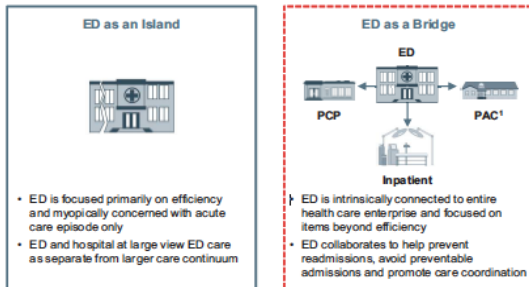 ED as an Island
• ED is focused primarily on efficiency
and myopically concerned with acute
care episode only
• ED and hospital at large view ED care
as separate from larger care continuum
ED as a Bridge
ED
PCP
PAC¹
Inpatient
• ED is intrinsically connected to entire
health care enterprise and focused on
items beyond efficiency
• ED collaborates to help prevent
readmissions, avoid preventable
admissions and promote care coordination